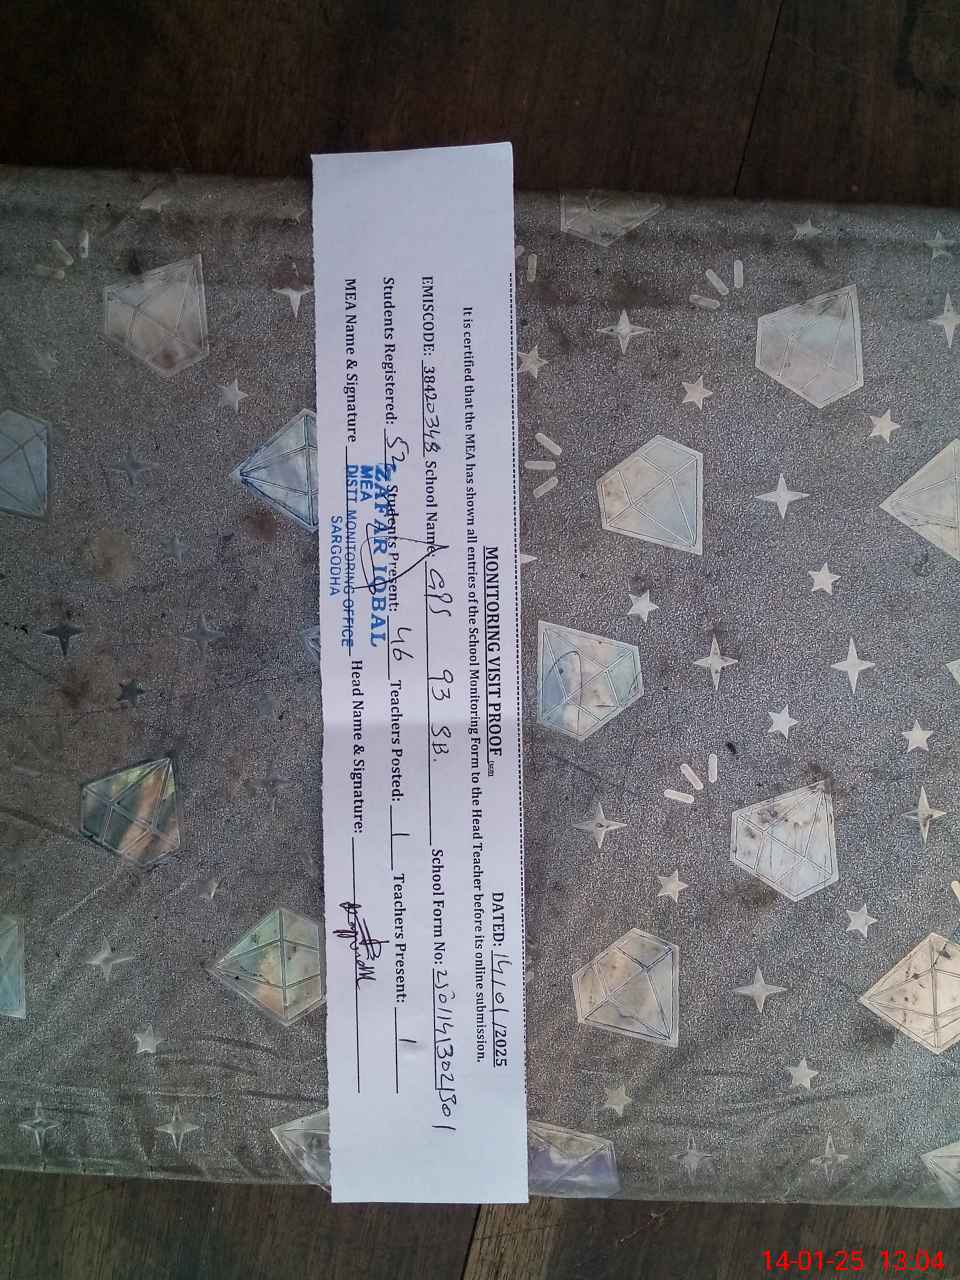 MONITORING VISIT PROOF
DATED: 14/01/2025
It is certified that the MEA has shown all entries of the School Monitoring Form to the Head Teacher before its online submission.
EMISCODE: 38420348 School Name: GPS 93 SB. School Form No:
Students Registered: 52 Students Present: 46 Teachers Posted: 1 Teachers Present: 1
MEA Name & Signature Head Name & Signature:
ZAFAR IQBAL
MEA
DISTT MONITORING OFFICE
SARGODHA
14-01-25 13:04